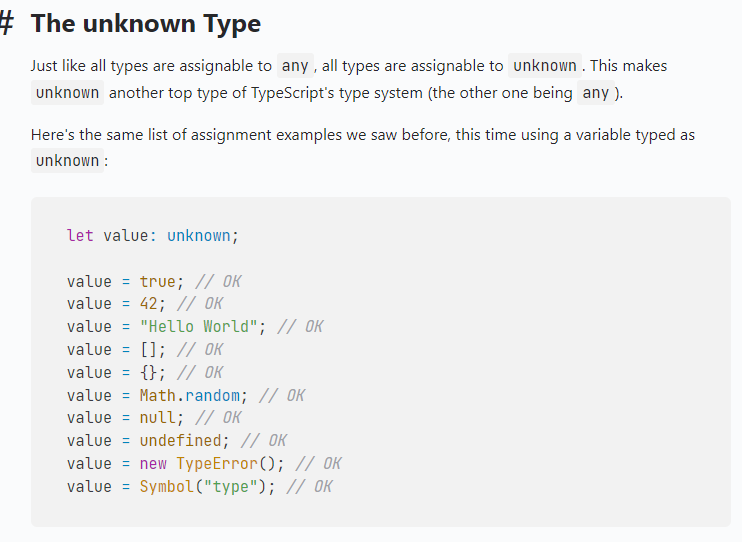 # The unknown Type
Just like all types are assignable to any, all types are assignable to unknown. This makes
unknown another top type of TypeScript's type system (the other one being any).
Here's the same list of assignment examples we saw before, this time using a variable typed as
unknown:
let value: unknown;
value = true; // OK
value = 42; // OK
value = "Hello World"; // OK
value = []; // OK
value = {}; // OK
value = Math.random; // OK
value = null; // OK
value = undefined; // OK
value = new TypeError(); // OK
value = Symbol("type"); // OK